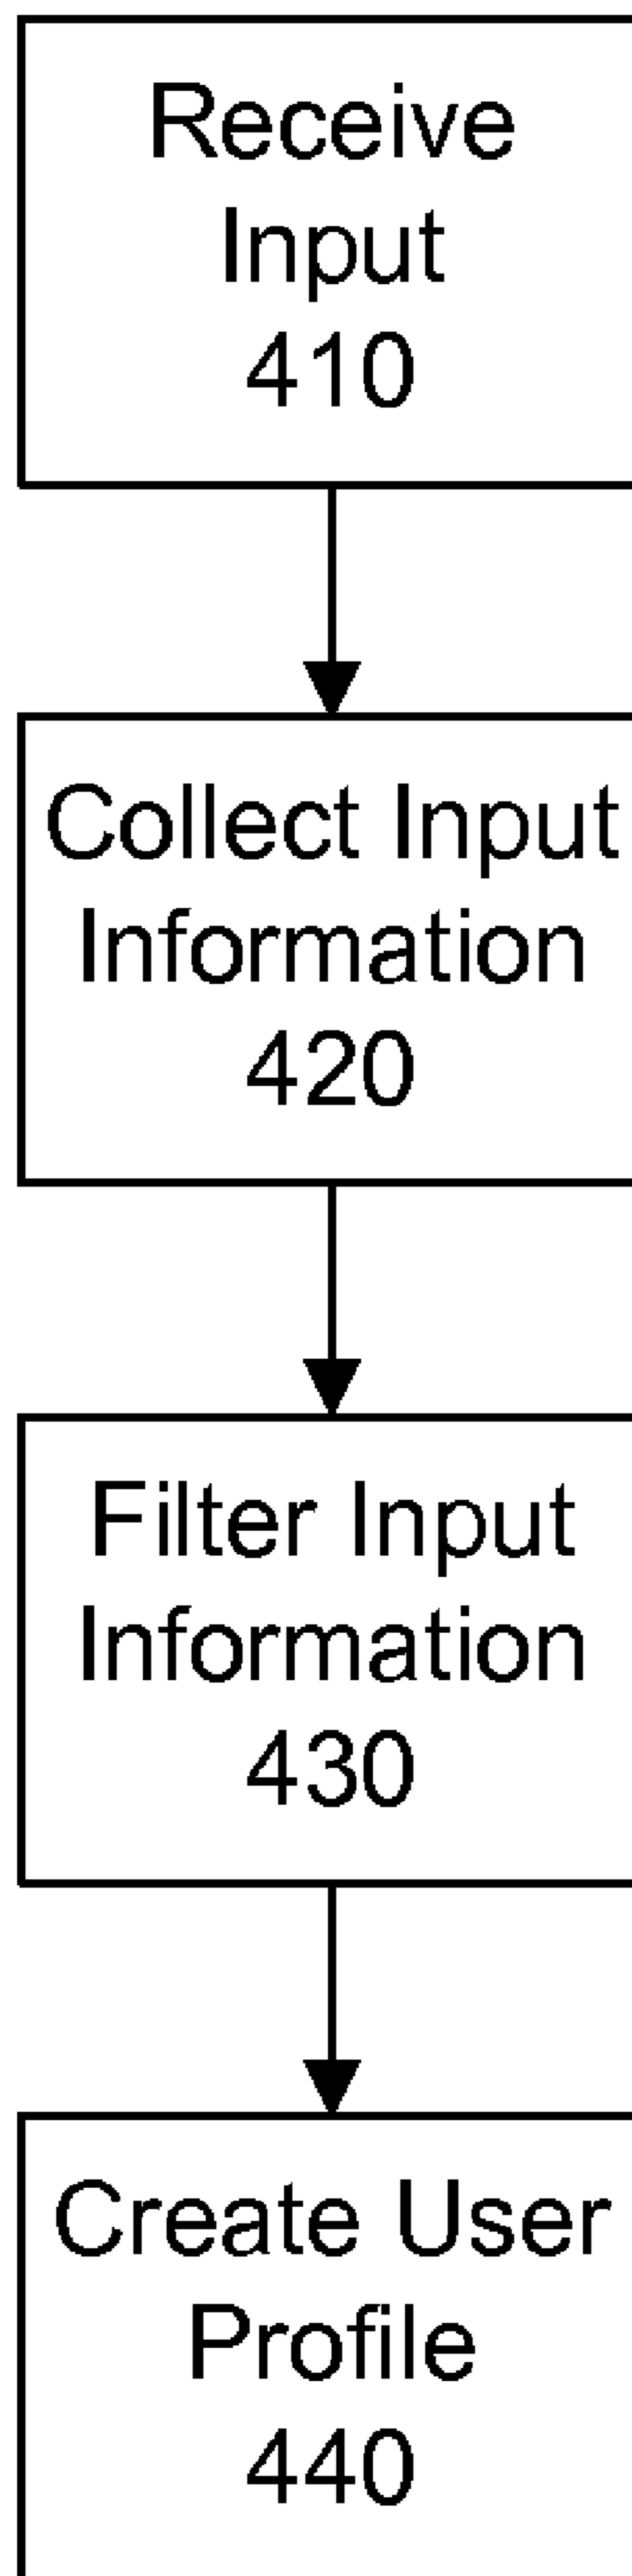 Receive
Input
410
Collect Input
Information
420
Filter Input
Information
430
Create User
Profile
440